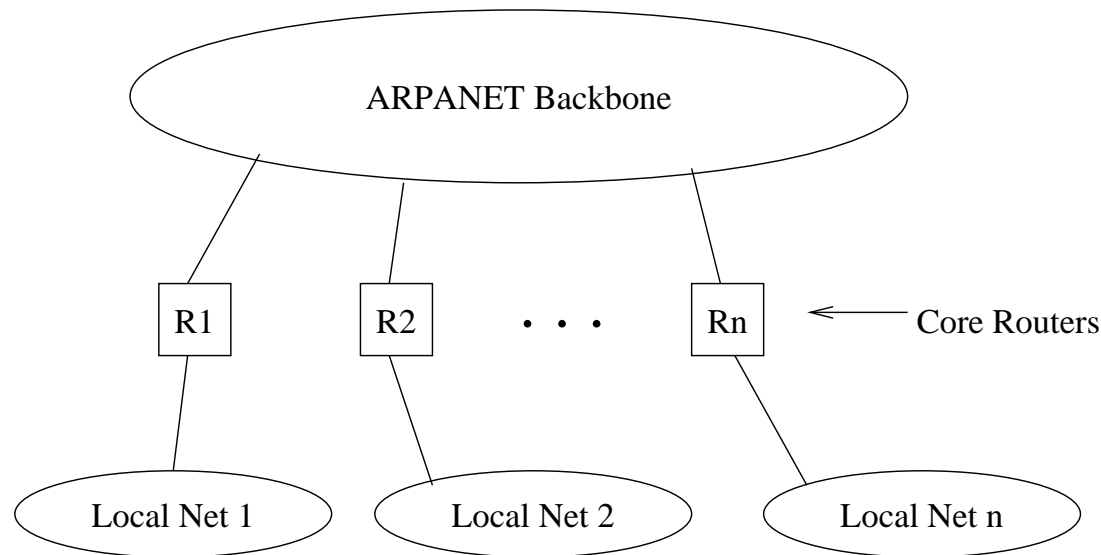 ARPANET Backbone
R1
R2
. . .
Rn
Core Routers
Local Net 1
Local Net 2
Local Net n